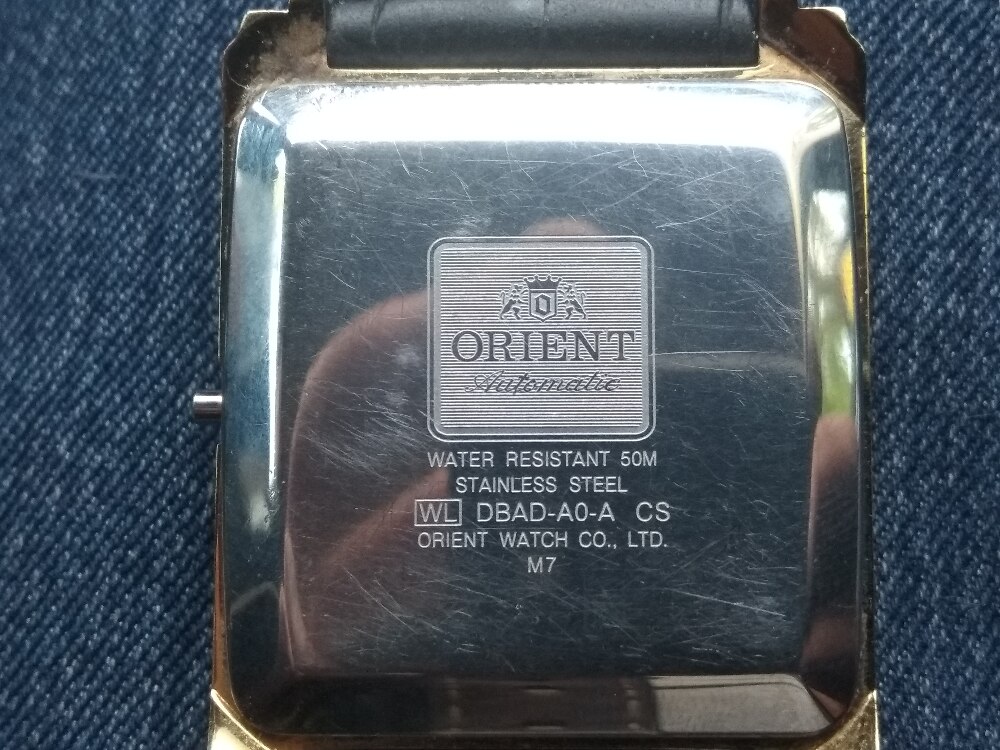 ORIENT
Automatic
WATER RESISTANT 50M
STAINLESS STEEL
WL DBAD-A0-A CS
ORIENT WATCH CO., LTD.
M7